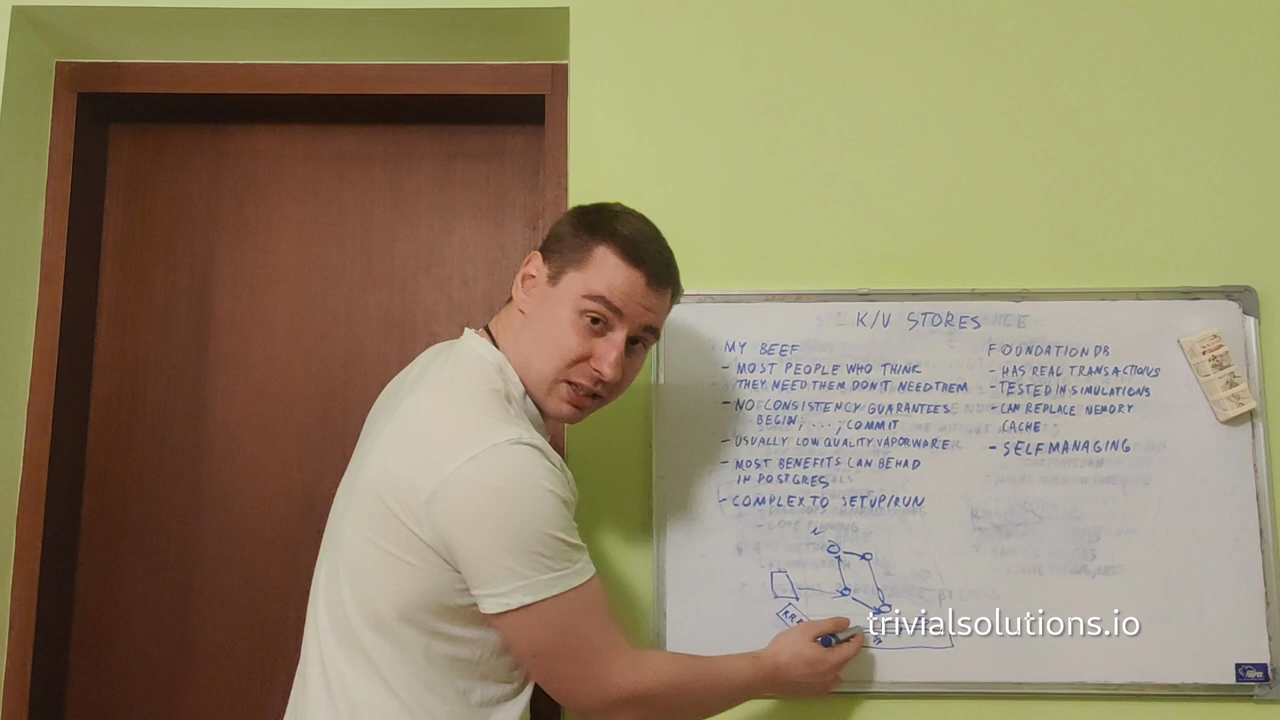 K/V STORES
MY BEEF
- MOST PEOPLE WHO THINK
THEY NEED THEM DON'T NEED THEM
- NO CONSISTENCY GUARANTEES
BEGIN; ...; COMMIT
- USUALLY LOW QUALITY VAPORWARE
- MOST BENEFITS CAN BE HAD
IN POSTGRES
- COMPLEX TO SETUP/RUN
FOUNDATIONDB
- HAS REAL TRANSACTIONS
- TESTED IN SIMULATIONS
- CAN REPLACE MEMORY
CACHE
- SELF MANAGING
trivialsolutions.io